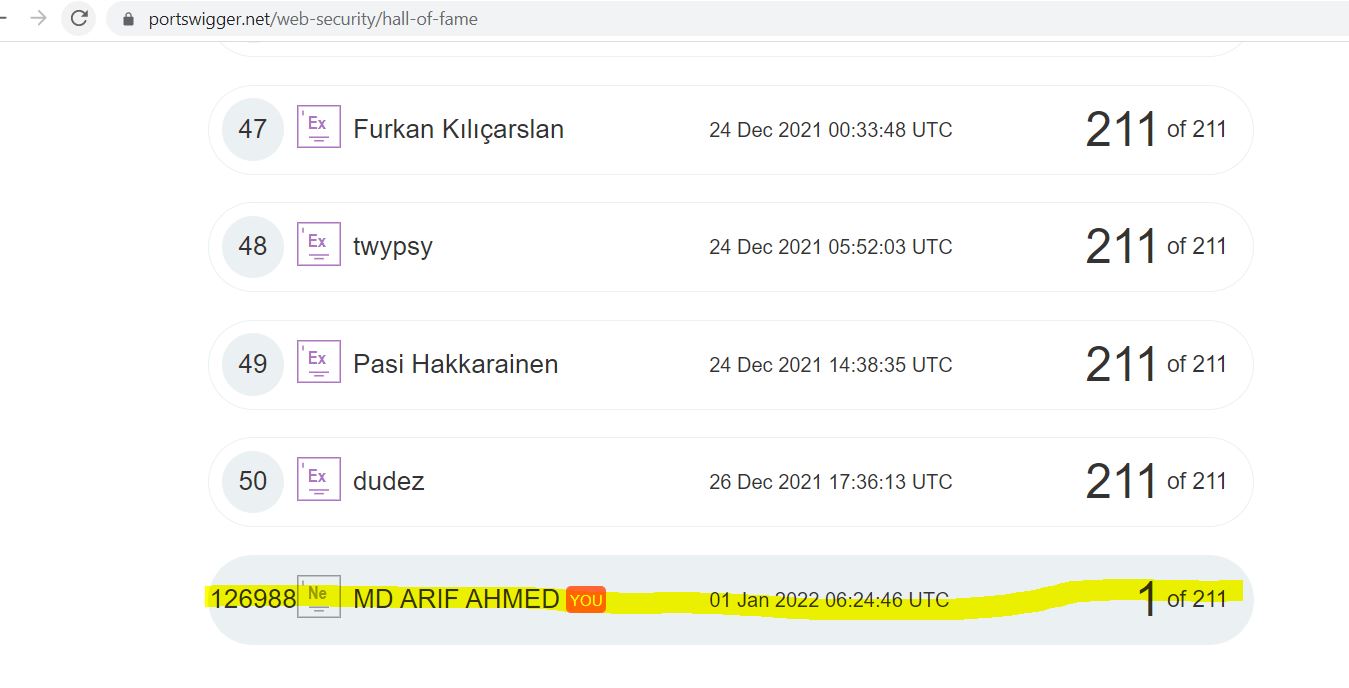 portswigger.net/web-security/hall-of-fame
47 Ex Furkan Kılıçarslan 24 Dec 2021 00:33:48 UTC 211 of 211
48 Ex twypsy 24 Dec 2021 05:52:03 UTC 211 of 211
49 Ex Pasi Hakkarainen 24 Dec 2021 14:38:35 UTC 211 of 211
50 Ex dudez 26 Dec 2021 17:36:13 UTC 211 of 211
126988 Ne MD ARIF AHMED YOU 01 Jan 2022 06:24:46 UTC 1 of 211